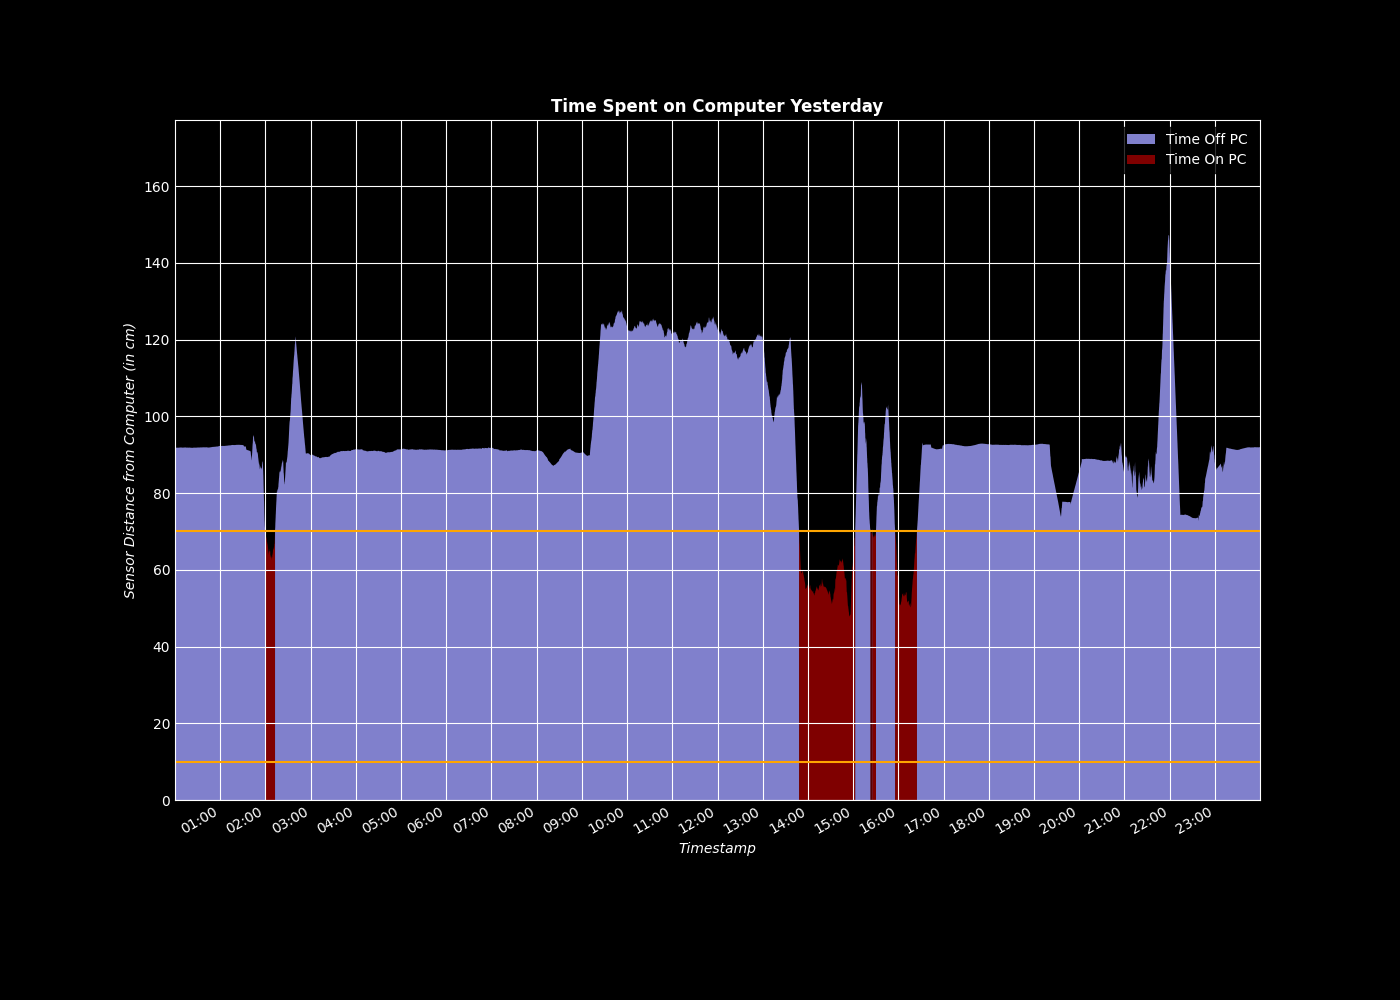 Time Spent on Computer Yesterday
Time Off PC
Time On PC
160
140
120
100
80
60
40
20
0
Sensor Distance from Computer (in cm)
01:00 02:00 03:00 04:00 05:00 06:00 07:00 08:00 09:00 10:00 11:00 12:00 13:00 14:00 15:00 16:00 17:00 18:00 19:00 20:00 21:00 22:00 23:00
Timestamp